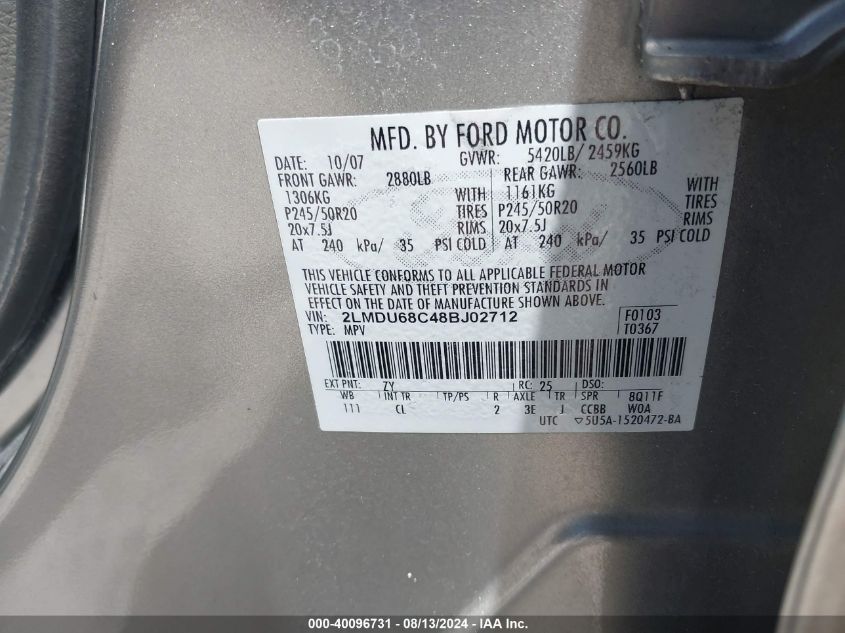 MFD. BY FORD MOTOR CO.
DATE: 10/07 GVWR: 5420LB/ 2459KG
FRONT GAWR: 2880LB REAR GAWR: 2560LB
1306KG WITH 1161KG WITH
P245/50R20 TIRES P245/50R20 TIRES
20x7.5J RIMS 20x7.5J RIMS
AT 240 kPa/ 35 PSI COLD AT 240 kPa/ 35 PSI COLD
THIS VEHICLE CONFORMS TO ALL APPLICABLE FEDERAL MOTOR
VEHICLE SAFETY AND THEFT PREVENTION STANDARDS IN
EFFECT ON THE DATE OF MANUFACTURE SHOWN ABOVE.
VIN: 2LMDU68C48BJ02712 F0103
TYPE: MPV T0367
EXT PNT: ZY RC: 25 DSO:
WB INT TR TP/PS R AXLE TR SPR 8Q11F
111 CL 2 3E J CCBB W0A
UTC ▽5U5A-1520472-BA
000-40096731 - 08/13/2024 - © IAA Inc.